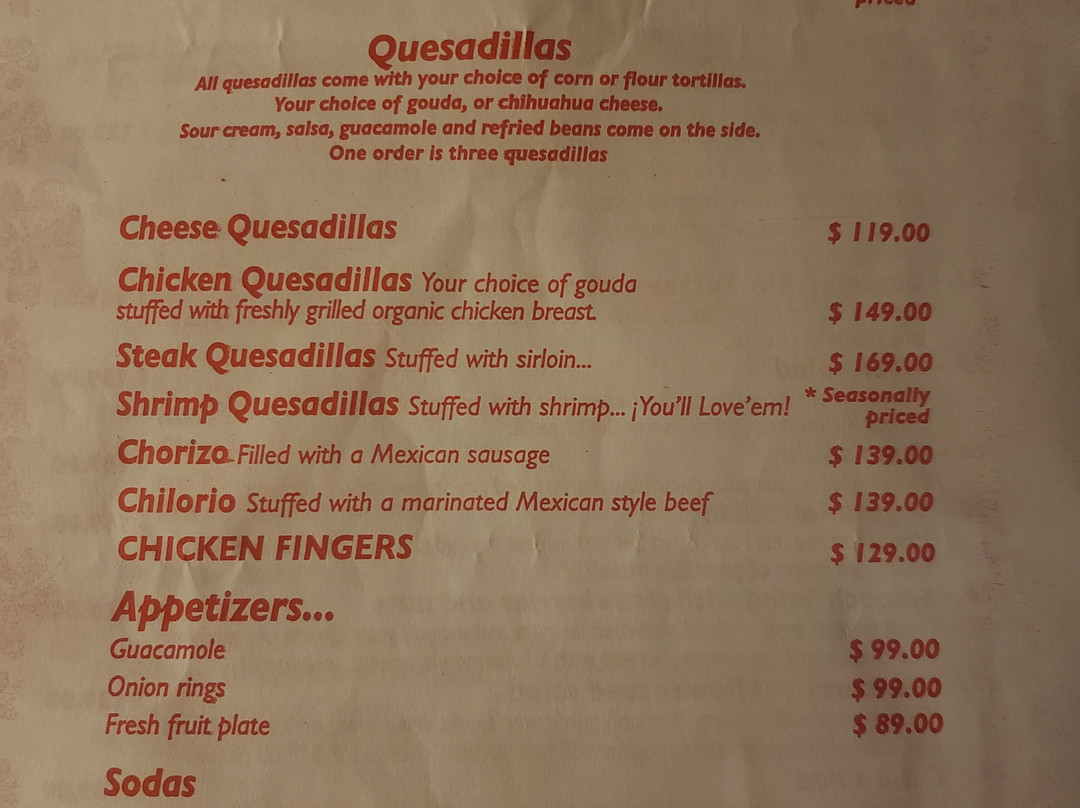 priced
Quesadillas
All quesadillas come with your choice of corn or flour tortillas.
Your choice of gouda, or chihuahua cheese.
Sour cream, salsa, guacamole and refried beans come on the side.
One order is three quesadillas
Cheese Quesadillas $ 119.00
Chicken Quesadillas Your choice of gouda
stuffed with freshly grilled organic chicken breast. $ 149.00
Steak Quesadillas Stuffed with sirloin... $ 169.00
Shrimp Quesadillas Stuffed with shrimp... ¡You'll Love'em! * Seasonally
priced
Chorizo Filled with a Mexican sausage $ 139.00
Chilorio Stuffed with a marinated Mexican style beef $ 139.00
CHICKEN FINGERS $ 129.00
Appetizers...
Guacamole $ 99.00
Onion rings $ 99.00
Fresh fruit plate $ 89.00
Sodas